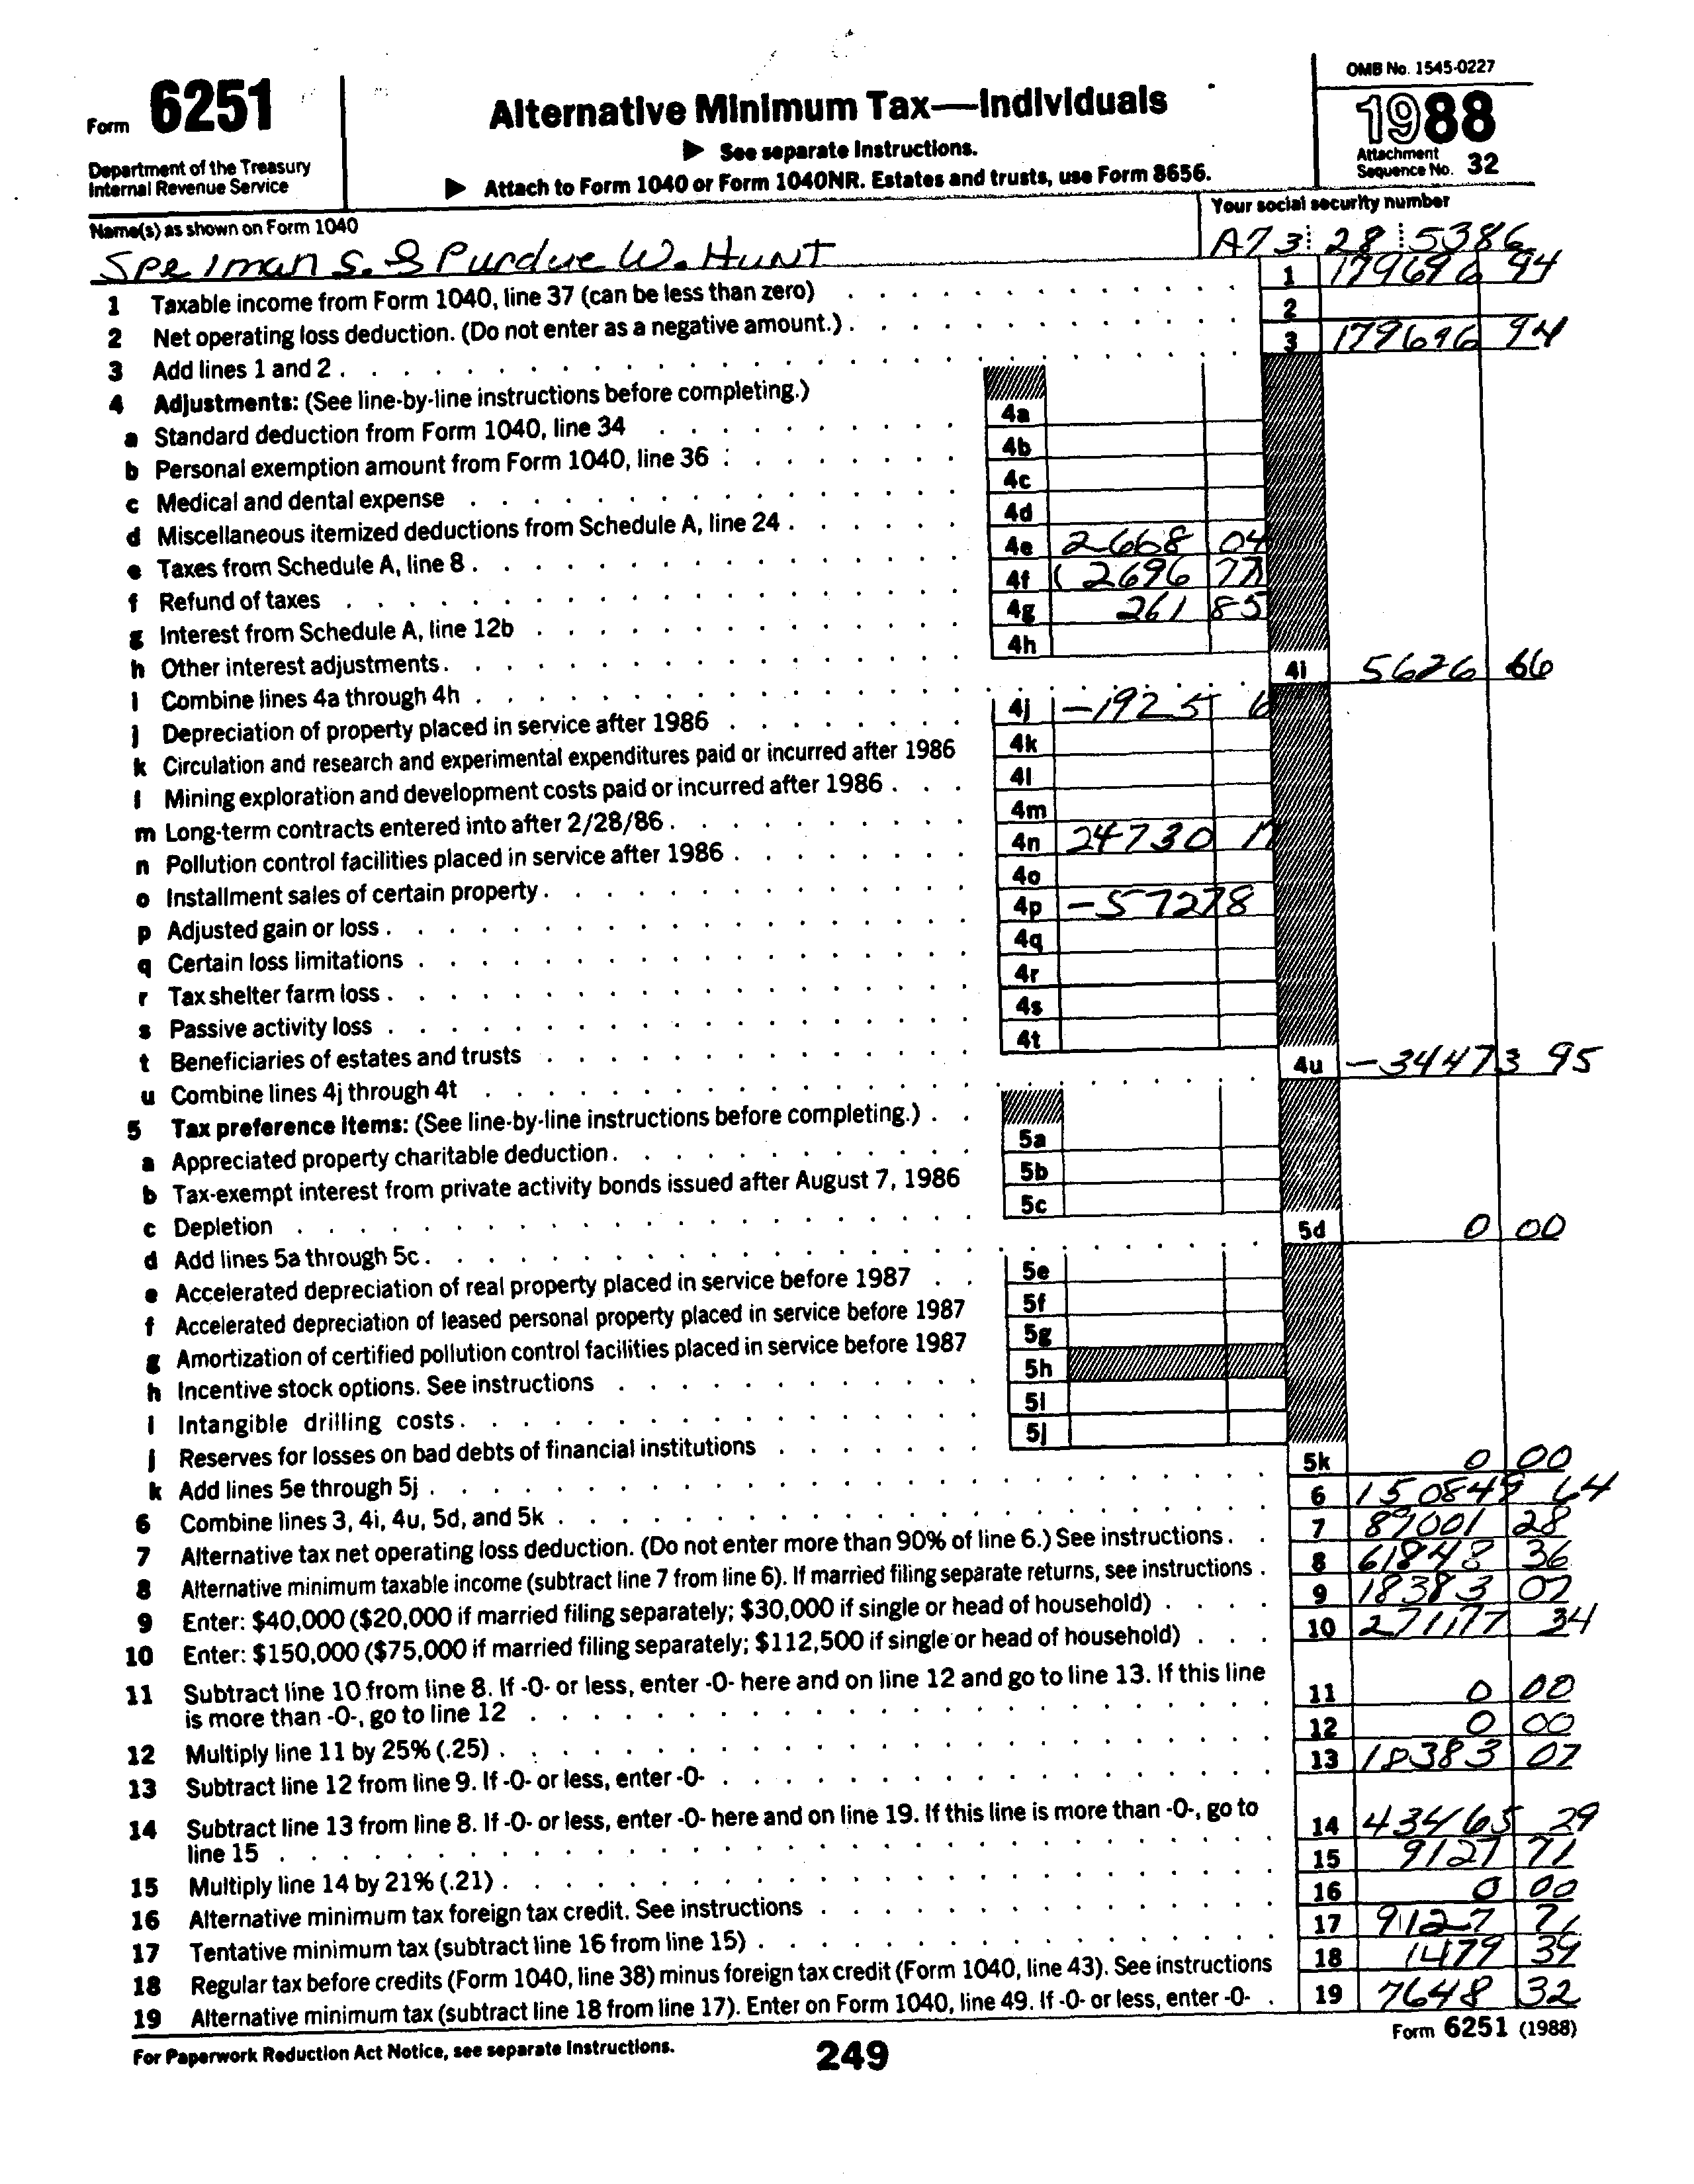 Form 6251
Department of the Treasury
Internal Revenue Service
Alternative Minimum Tax—Individuals
► See separate Instructions.
► Attach to Form 1040 or Form 1040NR. Estates and trusts, use Form 8656.
OMB No. 1545-0227
1988
Attachment
Sequence No. 32
Name(s) as shown on Form 1040
Spelman S. & Purdue W. Hunt
Your social security number
A73 28 5386
1 Taxable income from Form 1040, line 37 (can be less than zero) 1 179696 94
2 Net operating loss deduction. (Do not enter as a negative amount.) 2
3 Add lines 1 and 2 3 179696 94
4 Adjustments: (See line-by-line instructions before completing.)
a Standard deduction from Form 1040, line 34 4a
b Personal exemption amount from Form 1040, line 36 4b
c Medical and dental expense 4c
d Miscellaneous itemized deductions from Schedule A, line 24 4d
e Taxes from Schedule A, line 8 4e 2668 04
f Refund of taxes 4f (2696 77)
g Interest from Schedule A, line 12b 4g 261 85
h Other interest adjustments 4h
i Combine lines 4a through 4h 4i 5626 66
j Depreciation of property placed in service after 1986 4j -1925 6
k Circulation and research and experimental expenditures paid or incurred after 1986 4k
l Mining exploration and development costs paid or incurred after 1986 4l
m Long-term contracts entered into after 2/28/86 4m
n Pollution control facilities placed in service after 1986 4n 24730 17
o Installment sales of certain property 4o
p Adjusted gain or loss 4p -57278
q Certain loss limitations 4q
r Tax shelter farm loss 4r
s Passive activity loss 4s
t Beneficiaries of estates and trusts 4t
u Combine lines 4j through 4t 4u -34473 95
5 Tax preference items: (See line-by-line instructions before completing.)
a Appreciated property charitable deduction 5a
b Tax-exempt interest from private activity bonds issued after August 7, 1986 5b
c Depletion 5c
d Add lines 5a through 5c 5d 0 00
e Accelerated depreciation of real property placed in service before 1987 5e
f Accelerated depreciation of leased personal property placed in service before 1987 5f
g Amortization of certified pollution control facilities placed in service before 1987 5g
h Incentive stock options. See instructions 5h
i Intangible drilling costs 5i
j Reserves for losses on bad debts of financial institutions 5j
k Add lines 5e through 5j 5k 0 00
6 Combine lines 3, 4i, 4u, 5d, and 5k 6 150849 64
7 Alternative tax net operating loss deduction. (Do not enter more than 90% of line 6.) See instructions 7 89001 28
8 Alternative minimum taxable income (subtract line 7 from line 6). If married filing separate returns, see instructions 8 61848 36
9 Enter: $40,000 ($20,000 if married filing separately; $30,000 if single or head of household) 9 18383 07
10 Enter: $150,000 ($75,000 if married filing separately; $112,500 if single or head of household) 10 271177 34
11 Subtract line 10 from line 8. If -0- or less, enter -0- here and on line 12 and go to line 13. If this line
is more than -0-, go to line 12 11 0 00
12 Multiply line 11 by 25% (.25) 12 0 00
13 Subtract line 12 from line 9. If -0- or less, enter -0- 13 18383 07
14 Subtract line 13 from line 8. If -0- or less, enter -0- here and on line 19. If this line is more than -0-, go to
line 15 14 43465 29
15 Multiply line 14 by 21% (.21) 15 9127 71
16 Alternative minimum tax foreign tax credit. See instructions 16 0 00
17 Tentative minimum tax (subtract line 16 from line 15) 17 9127 71
18 Regular tax before credits (Form 1040, line 38) minus foreign tax credit (Form 1040, line 43). See instructions 18 1479 39
19 Alternative minimum tax (subtract line 18 from line 17). Enter on Form 1040, line 49. If -0- or less, enter -0- 19 7648 32
For Paperwork Reduction Act Notice, see separate Instructions.
249
Form 6251 (1988)